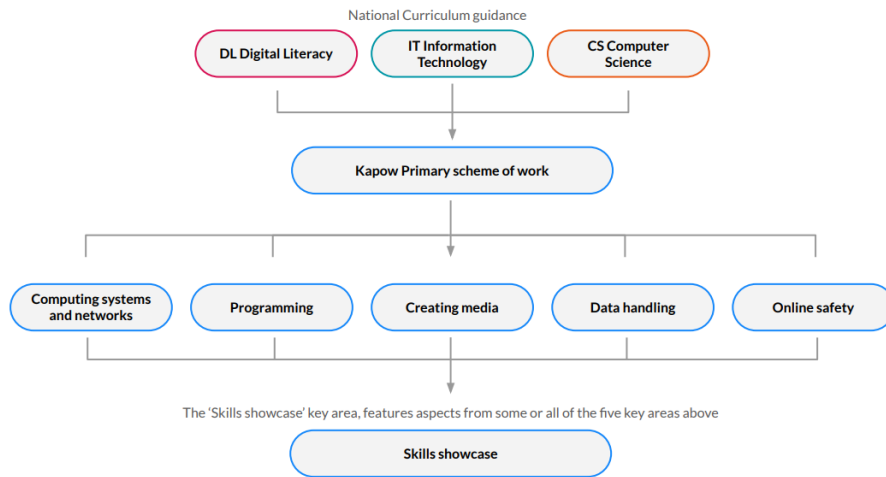 National Curriculum guidance
DL Digital Literacy
IT Information
Technology
CS Computer
Science
Kapow Primary scheme of work
Computing systems
and networks
Programming
Creating media
Data handling
Online safety
The ‘Skills showcase’ key area, features aspects from some or all of the five key areas above
Skills showcase